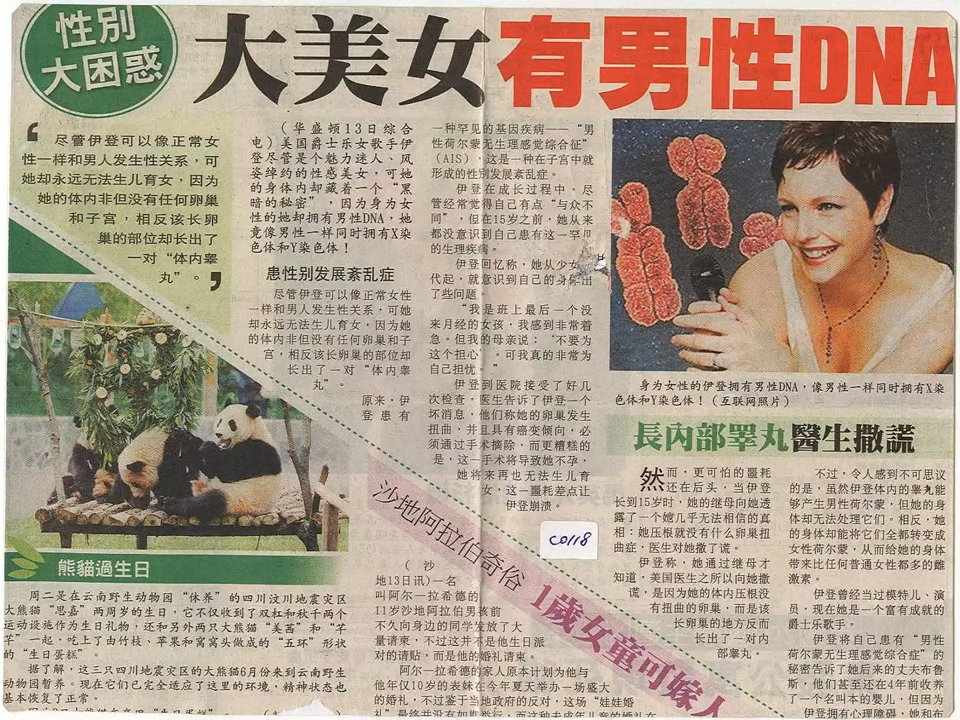 性別
大困惑
大美女有男性DNA
‘尽管伊登可以像正常女
性一样和男人发生性关系，可
她却永远无法生儿育女，因为
她的体内非但没有任何卵巢
和子宫，相反该长卵
巢的部位却长出了
一对“体内睾
丸”。’
(华盛顿13日综合
电)美国爵士乐女歌手伊
登尽管是个魅力迷人、风
姿绰约的性感美女，可她
的身体内却藏着一个“黑
暗的秘密”，因为身为女
性的她却拥有男性DNA，她
竟像男性一样同时拥有X染
色体和Y染色体！
患性别发展紊乱症
尽管伊登可以像正常女性
一样和男人发生性关系，可她
却永远无法生儿育女，因为她
的体内非但没有任何卵巢和子
宫，相反该长卵巢的部位却
长出了一对“体内睾
丸”。
原来，伊
登患有
一种罕见的基因疾病——“男
性荷尔蒙无生理感觉综合征”
（AIS），这是一种在子宫中就
形成的性别发展紊乱症。
伊登在成长过程中，尽
管经常觉得自己有点“与众不
同”，但在15岁之前，她从来
都没意识到自己患有这一罕见
的生理疾病。
伊登回忆称，她从少女
代起，就意识到自己的身体出
了些问题
“我是班上最后一个没
来月经的女孩，我感到非常着
急。但我的母亲说：‘不要为
这个担心’。可我真的非常为
自己担忧。”
伊登到医院接受了好几
次检查，医生告诉了伊登一个
坏消息，他们称她的卵巢发生
扭曲，并且具有癌变倾向，必
须通过手术摘除，而更糟糕的
是，这一手术将导致她不孕，
她将来再也无法生儿育
女，这一噩耗差点让
伊登崩溃。
身为女性的伊登拥有男性DNA，像男性一样同时拥有X染
色体和Y染色体！(互联网照片)
長內部睪丸醫生撒謊
然而，更可怕的噩耗
还在后头，当伊登
长到15岁时，她的继母向她透
露了一个她几乎无法相信的真
相：她压根就没有什么卵巢扭
曲症，医生对她撒了谎。
伊登称，她通过继母才
知道，美国医生之所以向她撒
谎，是因为她的体内压根没
有扭曲的卵巢，而是该
长卵巢的地方反而
长出了一对内
部睾丸。
不过，令人感到不可思议
的是，虽然伊登体内的睾丸能
够产生男性荷尔蒙，但她的身
体却无法处理它们。相反，她
的身体却能将它们全都转变成
女性荷尔蒙，从而给她的身体
带来比任何普通女性都多的雌
激素。
伊登曾经当过模特儿、演
员，现在她是一个富有成就的
爵士乐歌手。
伊登将自己患有“男性
荷尔蒙无生理感觉综合症”的
秘密告诉了她后来的丈夫布鲁
斯，他们甚至还在4年前收养
了一个名叫本的婴儿，但因为
伊登拥有心理障碍，她和布
C0118
熊貓過生日
周二是在云南野生动物园“休养”的四川汶川地震灾区
大熊猫“思嘉”两周岁的生日，它不仅收到了双杠和秋千两个
运动设施作为生日礼物，还和另外两只大熊猫“美茜”和“芊
芊”一起，吃上了由竹枝、苹果和窝窝头做成的“五环”形状
的“生日蛋糕”。
据了解，这三只四川地震灾区的大熊猫6月份来到云南野生
动物园暂养。现在它们已完全适应了这里的环境，精神状态也
基本恢复了正常。
沙地阿拉伯奇俗
1歲女童可嫁人
(沙
地13日讯)一名
叫阿尔一拉希德的
11岁沙地阿拉伯男孩前
不久向身边的同学发放了大
量请柬，不过这并不是他生日派
对的请贴，而是他的婚礼请柬。
阿尔一拉希德的家人原本计划为他与
他年仅10岁的表妹在今年夏天举办一场盛大
的婚礼，不过鉴于当地政府的反对，这场“娃娃婚